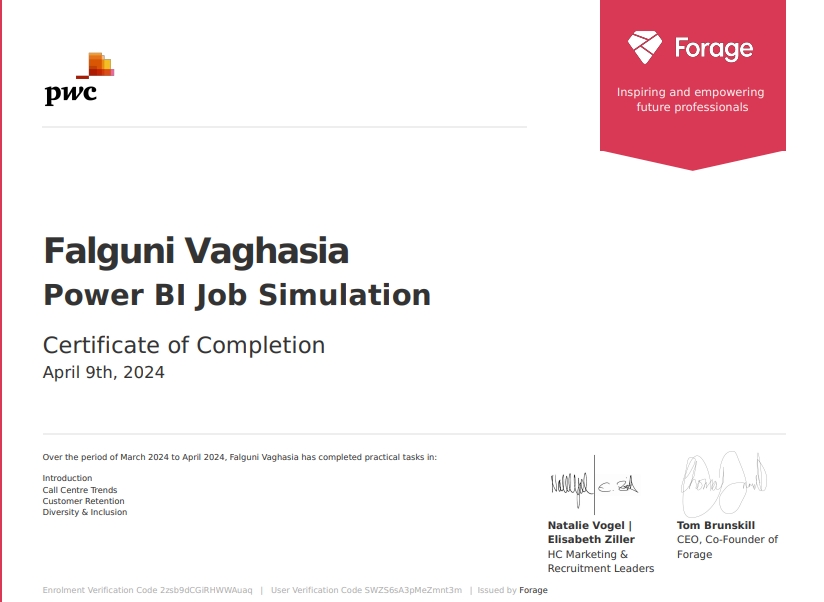 pwc
Forage
Inspiring and empowering
future professionals
Falguni Vaghasia
Power BI Job Simulation
Certificate of Completion
April 9th, 2024
Over the period of March 2024 to April 2024, Falguni Vaghasia has completed practical tasks in:
Introduction
Call Centre Trends
Customer Retention
Diversity & Inclusion
Natalie Vogel |
Elisabeth Ziller
HC Marketing &
Recruitment Leaders
Tom Brunskill
CEO, Co-Founder of
Forage
Enrolment Verification Code 2zsb9dCGiRHWWAuaq | User Verification Code SWZS6sA3pMeZmnt3m | Issued by Forage